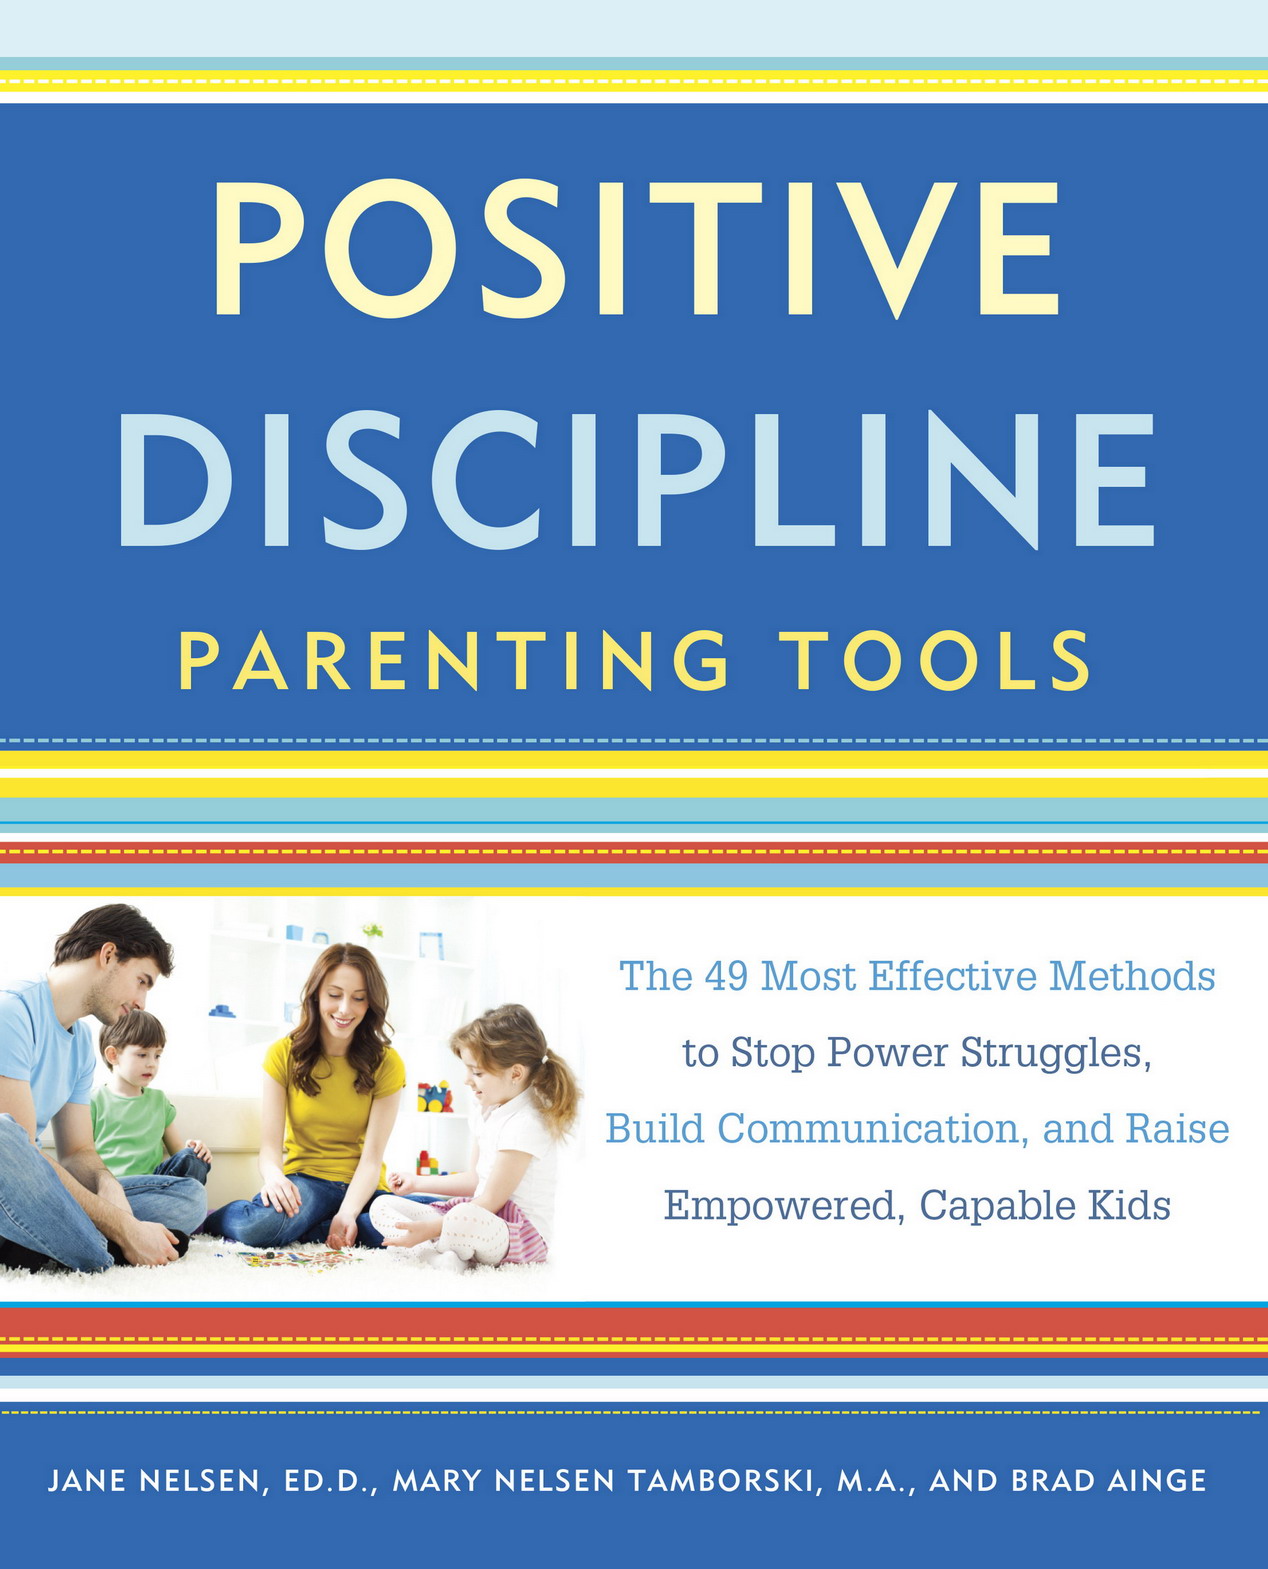 POSITIVE
DISCIPLINE
PARENTING TOOLS
The 49 Most Effective Methods
to Stop Power Struggles,
Build Communication, and Raise
Empowered, Capable Kids
JANE NELSEN, ED.D., MARY NELSEN TAMBORSKI, M.A., AND BRAD AINGE